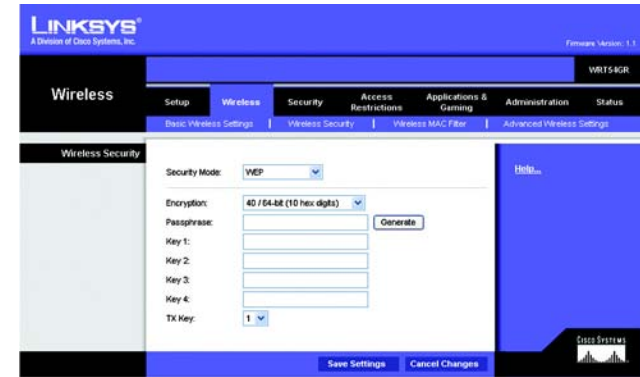 LINKSYS®
A Division of Cisco Systems, Inc.
Firmware Version: 1.1
WRT54GR
Wireless
Setup Wireless Security Access Restrictions Applications & Gaming Administration Status
Basic Wireless Settings | Wireless Security | Wireless MAC Filter | Advanced Wireless Settings
Wireless Security
Security Mode: WEP
Help...
Encryption: 40 / 64-bit (10 hex digits)
Passphrase: Generate
Key 1:
Key 2:
Key 3:
Key 4:
TX Key: 1
CISCO SYSTEMS
Save Settings Cancel Changes